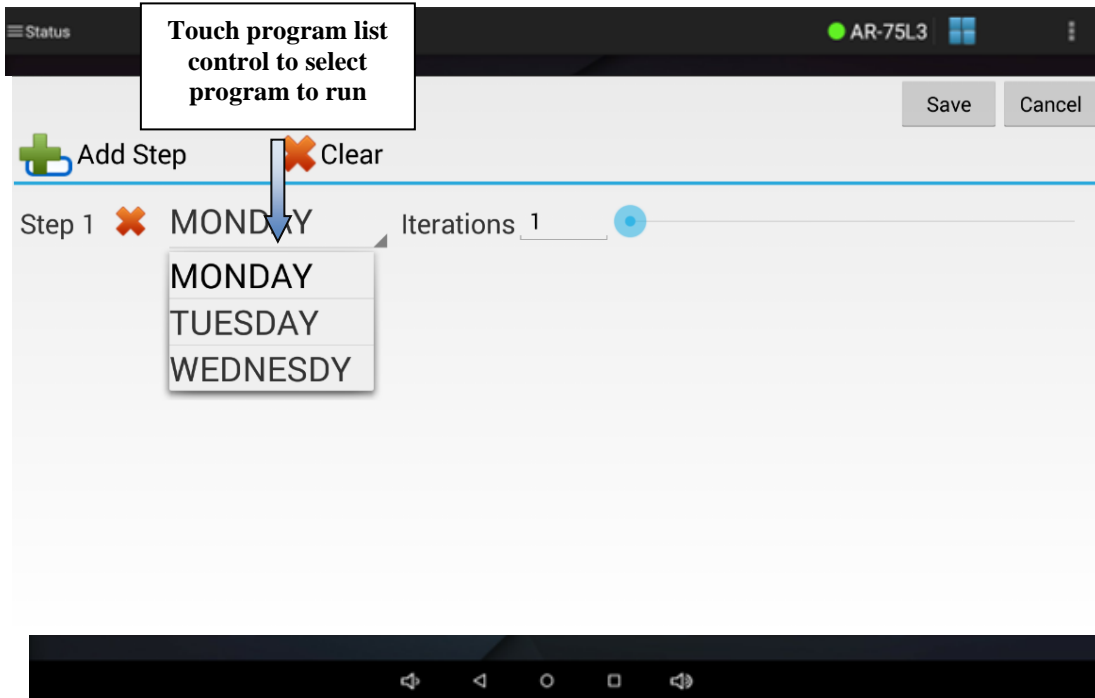 Status
Touch program list
control to select
program to run
AR-75L3
Save Cancel
Add Step Clear
Step 1 MONDAY Iterations 1
MONDAY
TUESDAY
WEDNESDY